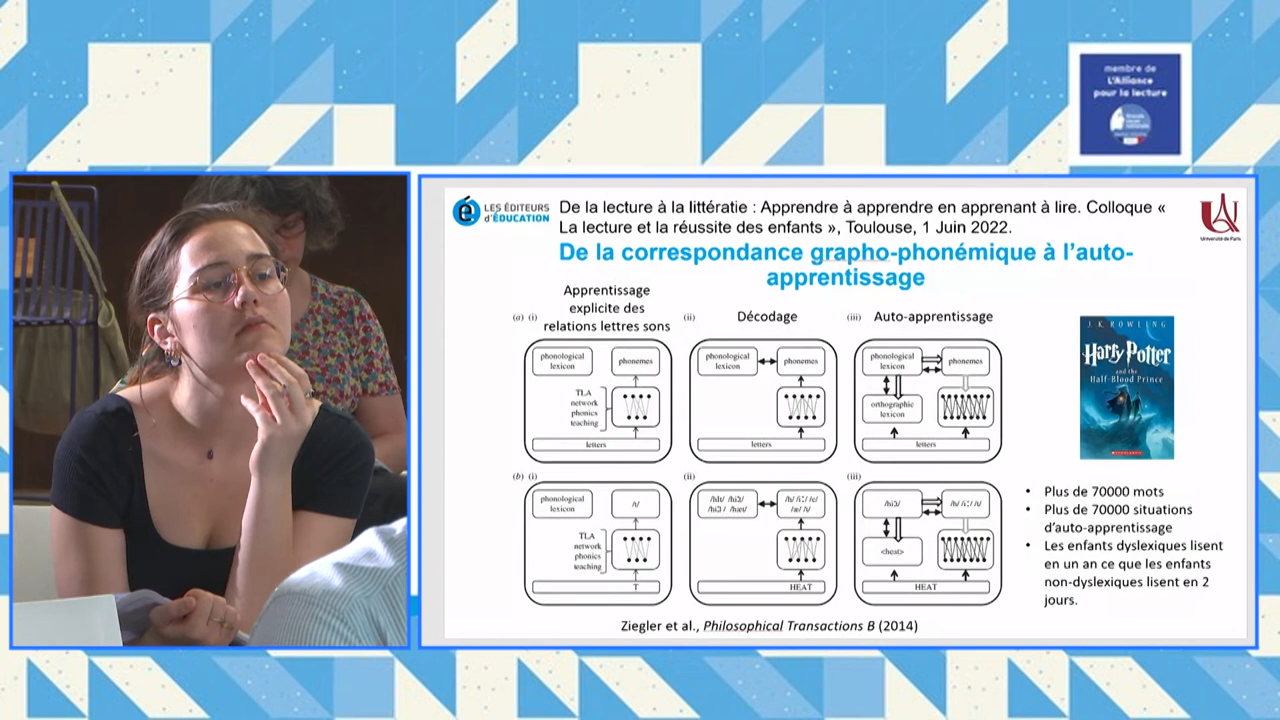 membre de
L'Alliance
pour la lecture
LES ÉDITEURS
d'ÉDUCATION
De la lecture à la littératie : Apprendre à apprendre en apprenant à lire. Colloque «
La lecture et la réussite des enfants », Toulouse, 1 Juin 2022.
Université de Paris
De la correspondance grapho-phonémique à l'auto-
apprentissage
Apprentissage
explicite des
relations lettres sons
Décodage
Auto-apprentissage
(a) (i)
(ii)
(iii)
phonological
lexicon
phonemes
TLA
network
phonics
teaching
letters
phonological
lexicon
phonemes
letters
phonological
lexicon
phonemes
orthographic
lexicon
letters
J. K. ROWLING
Harry Potter
and the
Half-Blood Prince
SCHOLASTIC
(b) (i)
(ii)
(iii)
phonological
lexicon
/t/
TLA
network
phonics
teaching
T
HEAT
<heat>
HEAT
• Plus de 70000 mots
• Plus de 70000 situations
d'auto-apprentissage
• Les enfants dyslexiques lisent
en un an ce que les enfants
non-dyslexiques lisent en 2
jours.
Ziegler et al., Philosophical Transactions B (2014)